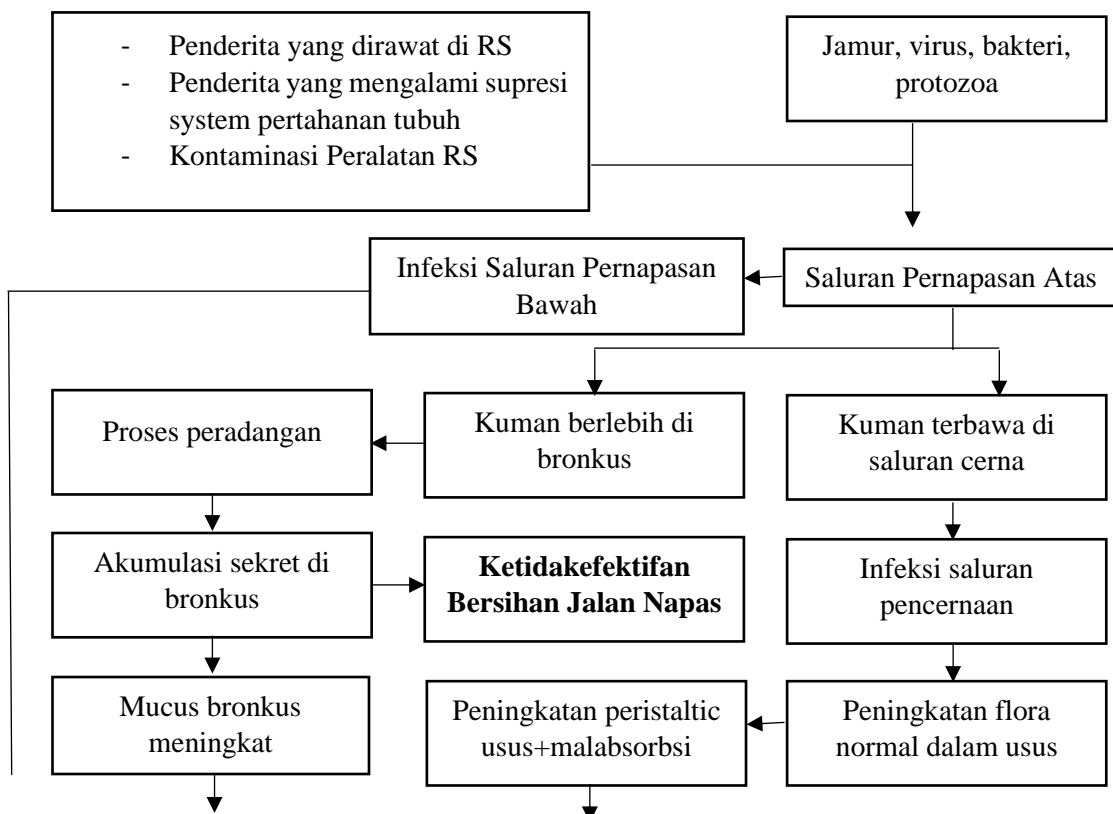 - Penderita yang dirawat di RS
- Penderita yang mengalami supresi
system pertahanan tubuh
- Kontaminasi Peralatan RS
Jamur, virus, bakteri,
protozoa
Infeksi Saluran Pernapasan
Bawah
Saluran Pernapasan Atas
Proses peradangan
Kuman berlebih di
bronkus
Kuman terbawa di
saluran cerna
Akumulasi sekret di
bronkus
Ketidakefektifan
Bersihan Jalan Napas
Infeksi saluran
pencernaan
Mucus bronkus
meningkat
Peningkatan peristaltic
usus+malabsorbsi
Peningkatan flora
normal dalam usus